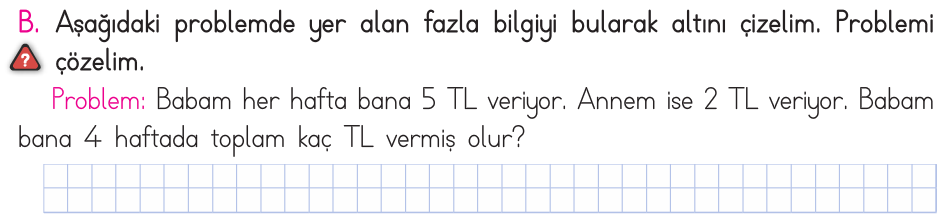 B. Aşağıdaki problemde yer alan fazla bilgiyi bularak altını çizelim. Problemi
? çözelim.
Problem: Babam her hafta bana 5 TL veriyor. Annem ise 2 TL veriyor. Babam
bana 4 haftada toplam kaç TL vermiş olur?